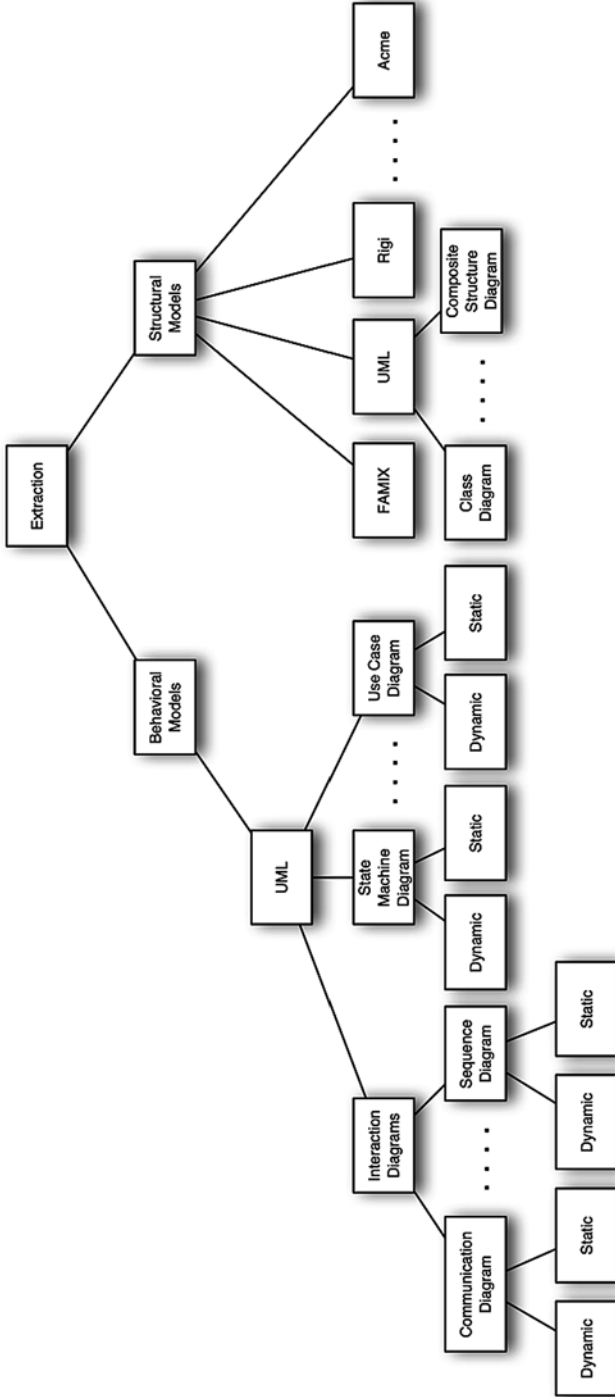 Extraction
Behavioral
Models
Structural
Models
UML
Interaction
Diagrams
State
Machine
Diagram
. . . .
Use Case
Diagram
FAMIX
UML
Rigi
. . . .
Acme
Communication
Diagram
. . . .
Sequence
Diagram
Dynamic
Static
Dynamic
Static
Class
Diagram
. . . .
Composite
Structure
Diagram
Dynamic
Static
Dynamic
Static